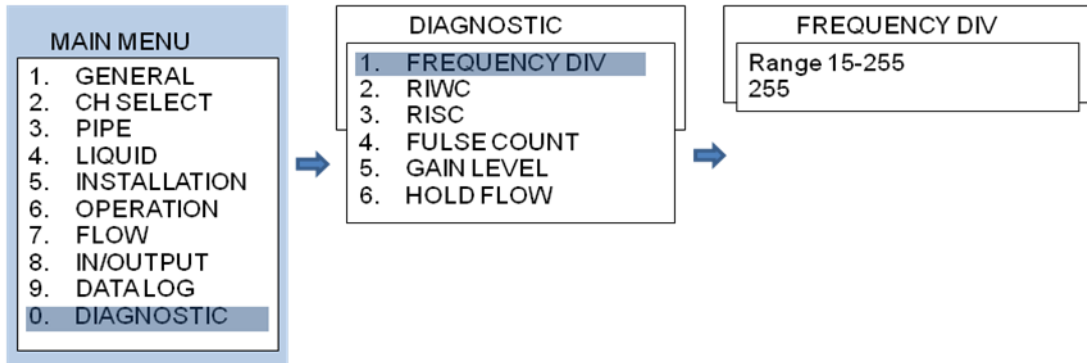 MAIN MENU
1. GENERAL
2. CH SELECT
3. PIPE
4. LIQUID
5. INSTALLATION
6. OPERATION
7. FLOW
8. IN/OUTPUT
9. DATA LOG
0. DIAGNOSTIC
DIAGNOSTIC
1. FREQUENCY DIV
2. RIWC
3. RISC
4. FULSE COUNT
5. GAIN LEVEL
6. HOLD FLOW
FREQUENCY DIV
Range 15-255
255